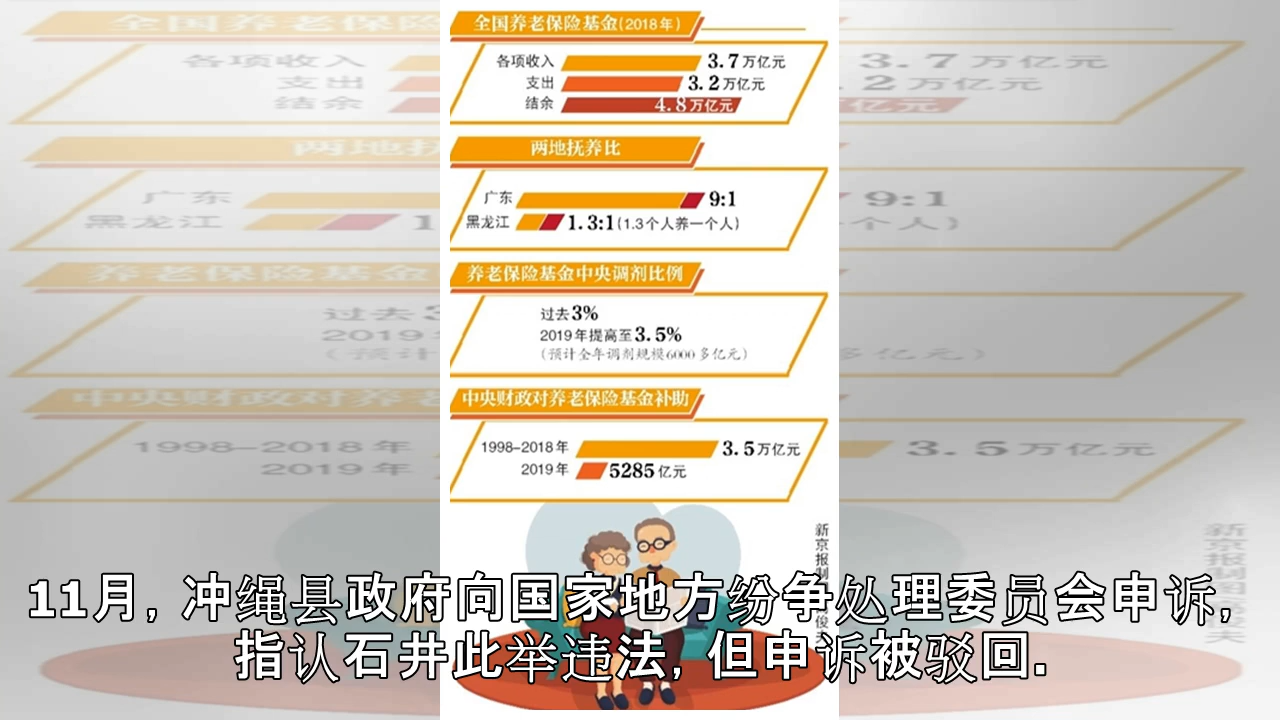 全国养老保险基金(2018年)
各项收入 3.7万亿元
支出 3.2万亿元
结余 4.8万亿元
两地抚养比
广东 9:1
黑龙江 1.3:1(1.3个人养一个人)
养老保险基金中央调剂比例
过去3%
2019年提高至3.5%
(预计全年调剂规模6000多亿元)
中央财政对养老保险基金补助
1998-2018年 3.5万亿元
2019年 5285亿元
新京报制图
俊夫
11月, 冲绳县政府向国家地方纷争处理委员会申诉,
指认石井此举违法, 但申诉被驳回.